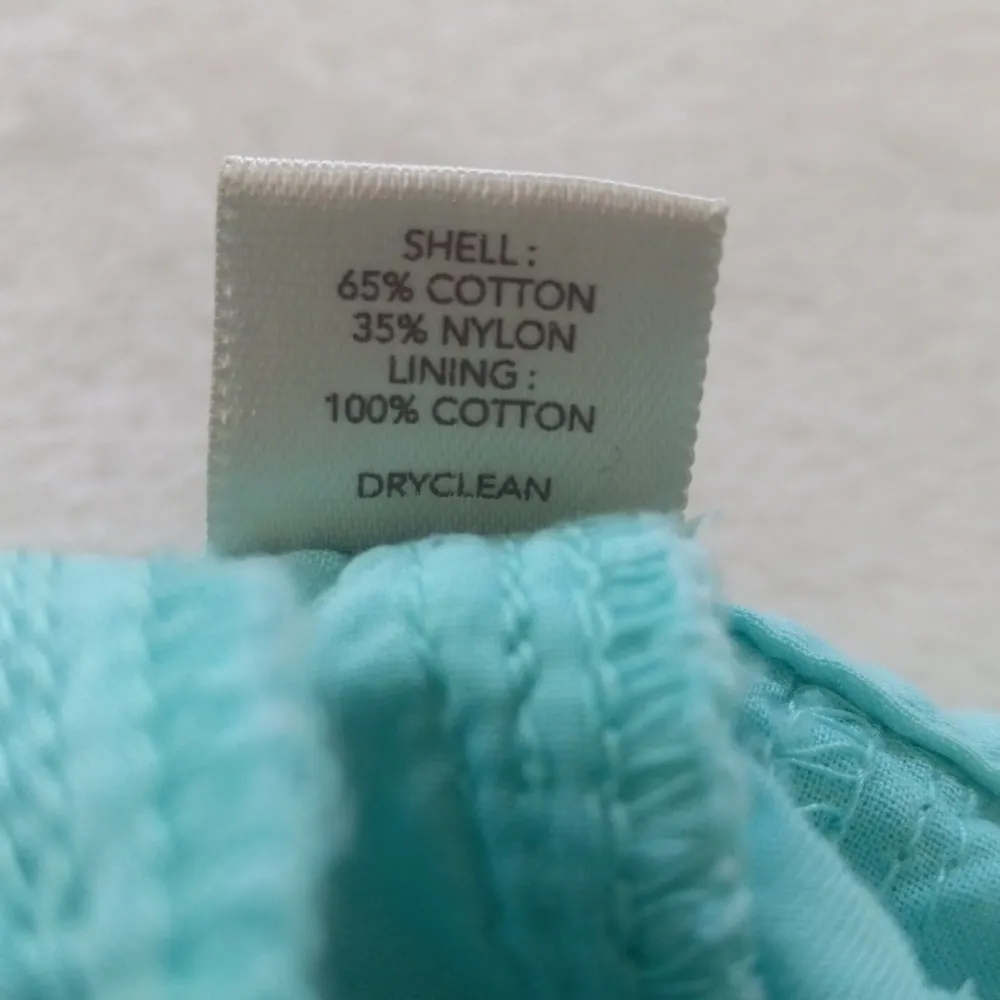 SHELL :
65% COTTON
35% NYLON
LINING :
100% COTTON
DRYCLEAN